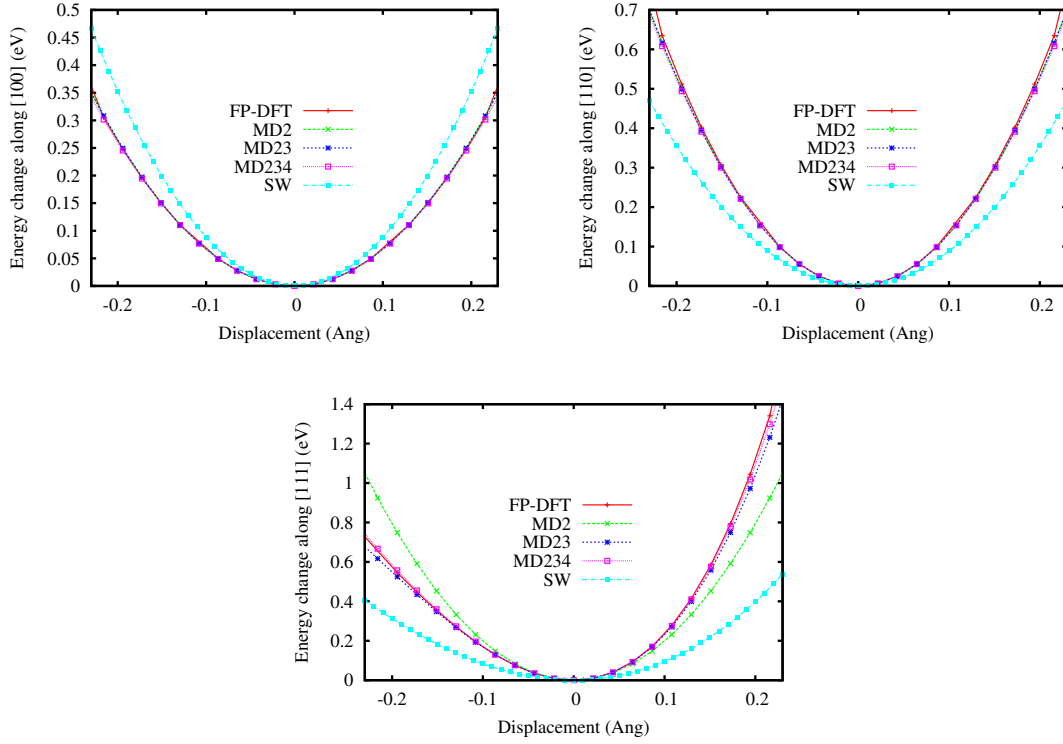 Energy change along [100] (eV)
0.5
0.45
0.4
0.35
0.3
0.25
0.2
0.15
0.1
0.05
0
FP-DFT
MD2
MD23
MD234
SW
-0.2
-0.1
0
0.1
0.2
Displacement (Ang)
Energy change along [110] (eV)
0.7
0.6
0.5
0.4
0.3
0.2
0.1
0
FP-DFT
MD2
MD23
MD234
SW
-0.2
-0.1
0
0.1
0.2
Displacement (Ang)
Energy change along [111] (eV)
1.4
1.2
1
0.8
0.6
0.4
0.2
0
FP-DFT
MD2
MD23
MD234
SW
-0.2
-0.1
0
0.1
0.2
Displacement (Ang)